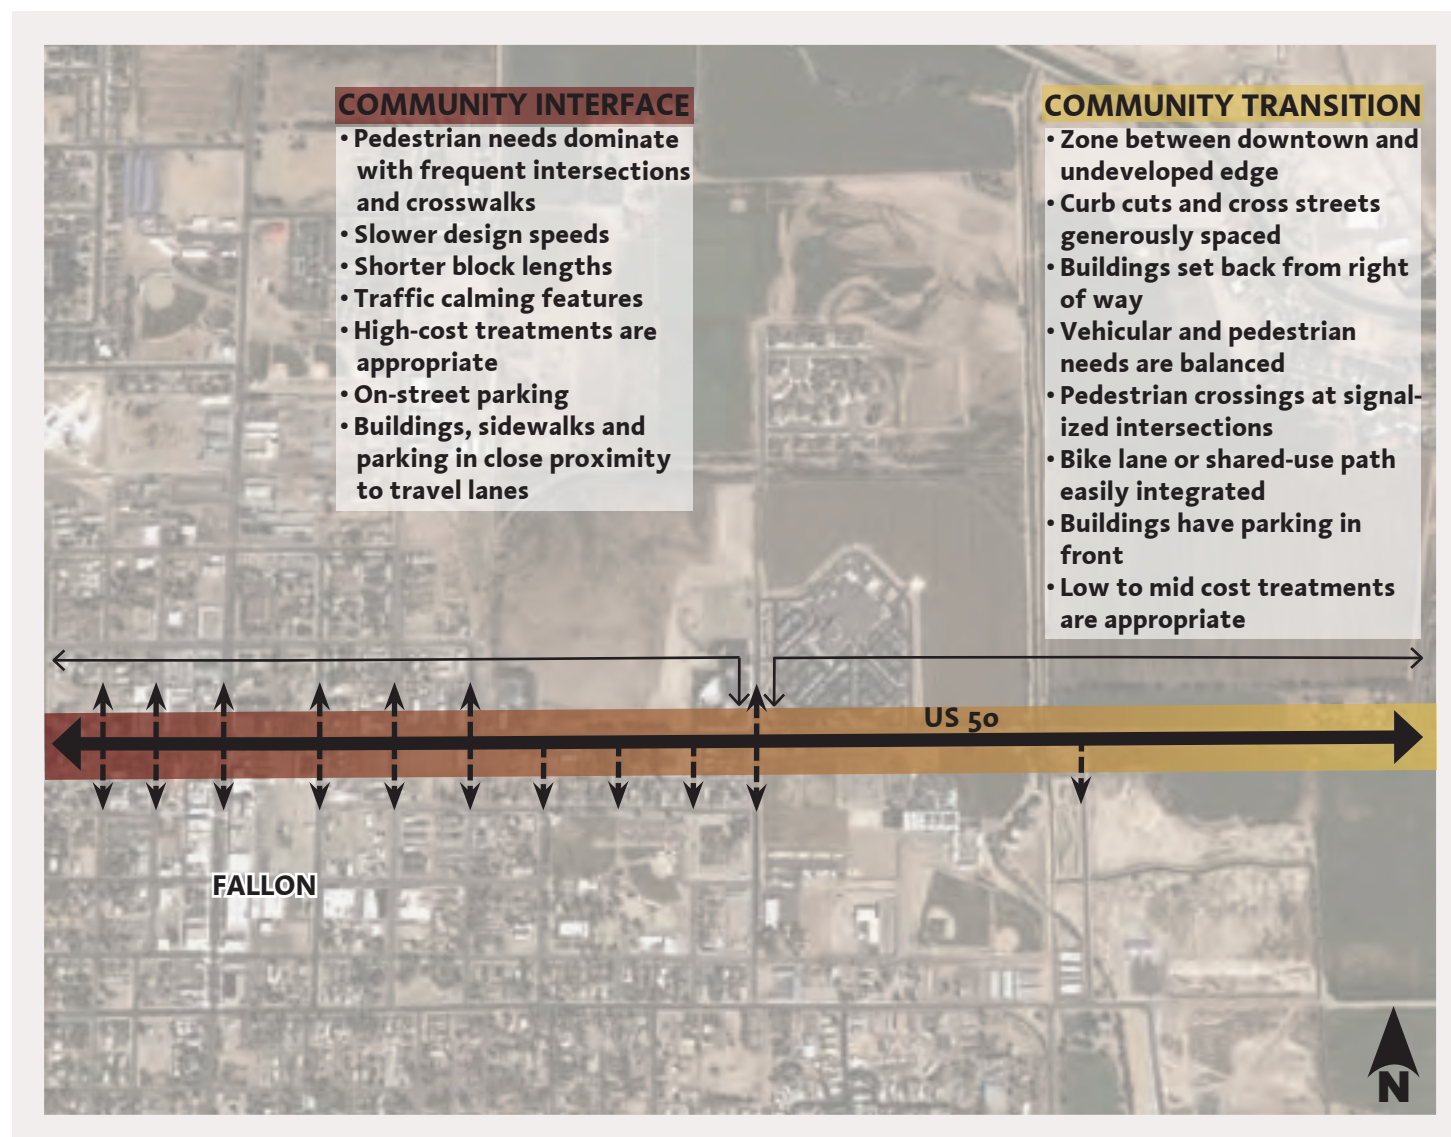 COMMUNITY INTERFACE
• Pedestrian needs dominate
with frequent intersections
and crosswalks
• Slower design speeds
• Shorter block lengths
• Traffic calming features
• High-cost treatments are
appropriate
• On-street parking
• Buildings, sidewalks and
parking in close proximity
to travel lanes
COMMUNITY TRANSITION
• Zone between downtown and
undeveloped edge
• Curb cuts and cross streets
generously spaced
• Buildings set back from right
of way
• Vehicular and pedestrian
needs are balanced
• Pedestrian crossings at signal-
ized intersections
• Bike lane or shared-use path
easily integrated
• Buildings have parking in
front
• Low to mid cost treatments
are appropriate
US 50
FALLON
N